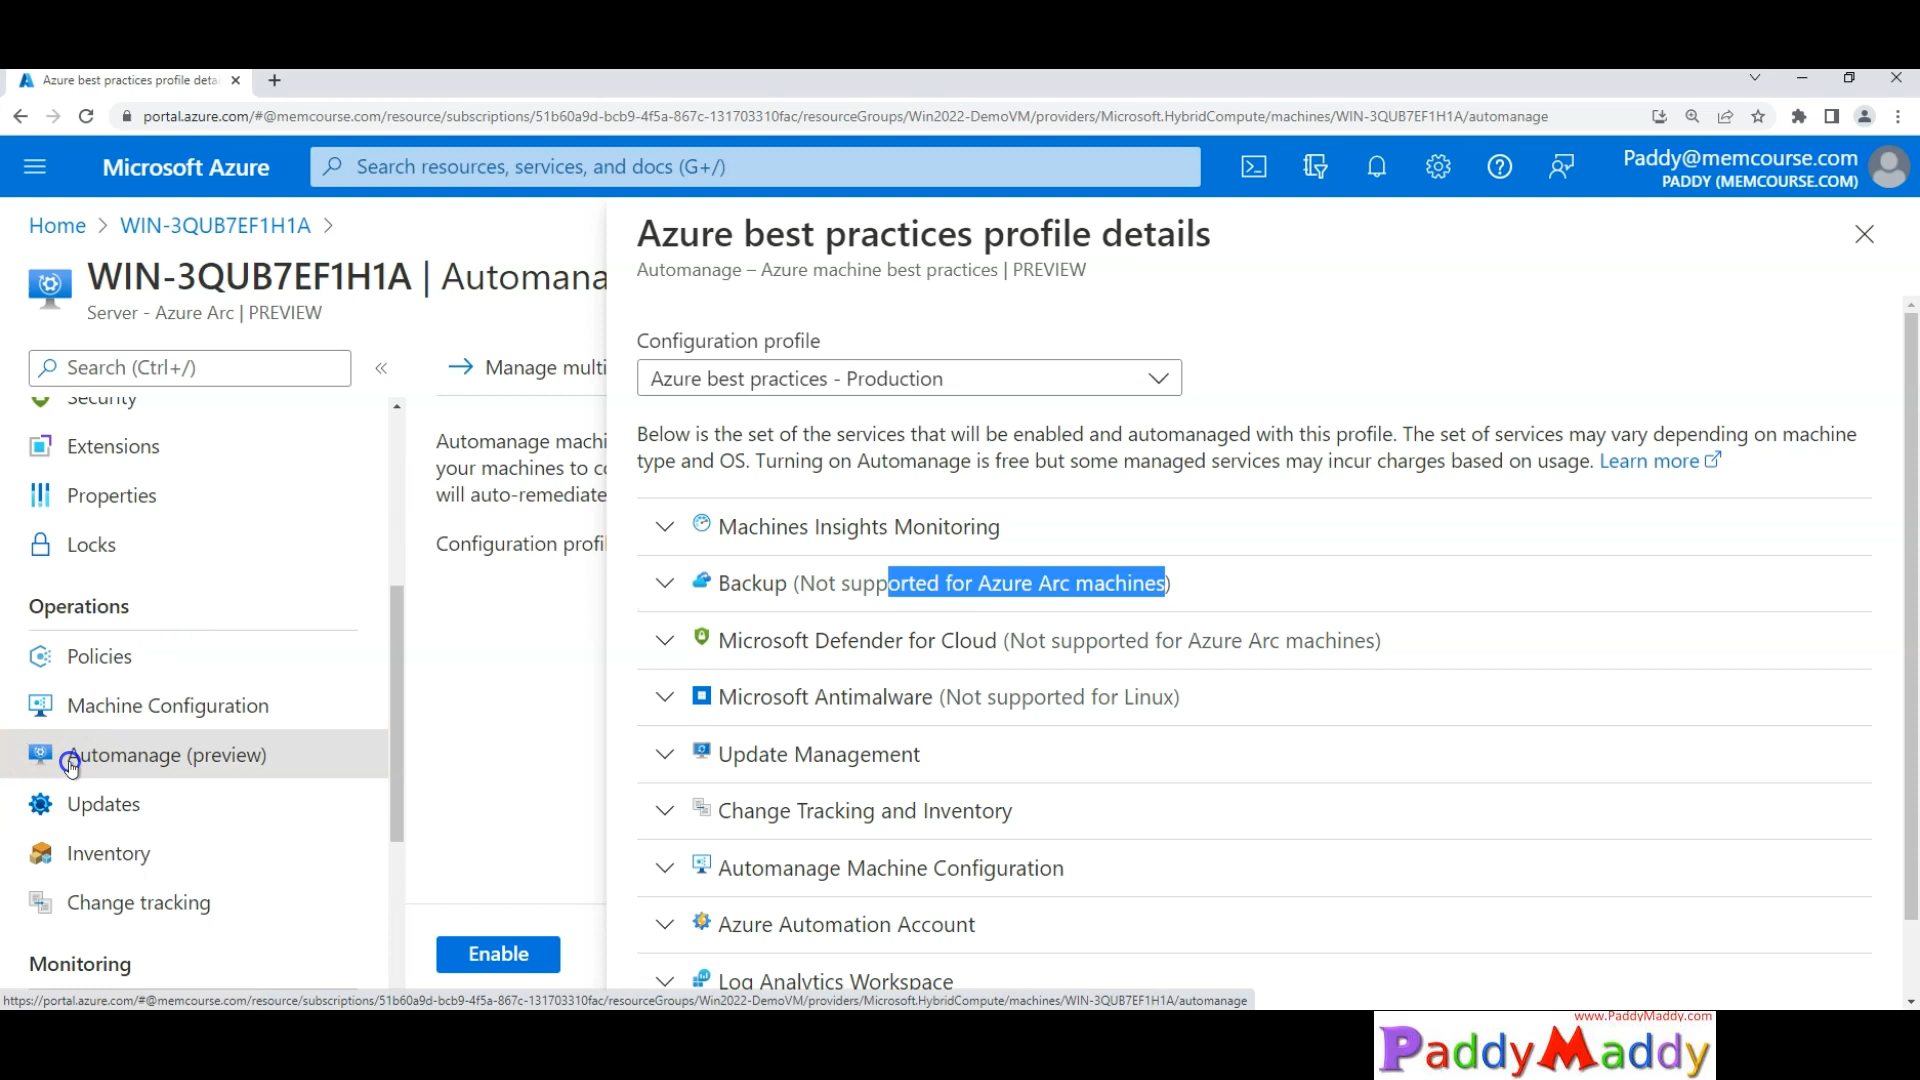 Azure best practices profile deta
portal.azure.com/#@memcourse.com/resource/subscriptions/51b60a9d-bcb9-4f5a-867c-131703310fac/resourceGroups/Win2022-DemoVM/providers/Microsoft.HybridCompute/machines/WIN-3QUB7EF1H1A/automanage
Microsoft Azure
Search resources, services, and docs (G+/)
Paddy@memcourse.com
PADDY (MEMCOURSE.COM)
Home > WIN-3QUB7EF1H1A >
WIN-3QUB7EF1H1A | Automana
Server - Azure Arc | PREVIEW
Search (Ctrl+/)
«
Security
Extensions
Properties
Locks
Operations
Policies
Machine Configuration
Automanage (preview)
Updates
Inventory
Change tracking
Monitoring
Manage multi
Automanage machi
your machines to co
will auto-remediate
Configuration profi
Enable
Azure best practices profile details
Automanage – Azure machine best practices | PREVIEW
Configuration profile
Azure best practices - Production
Below is the set of the services that will be enabled and automanaged with this profile. The set of services may vary depending on machine
type and OS. Turning on Automanage is free but some managed services may incur charges based on usage. Learn more
Machines Insights Monitoring
Backup (Not supported for Azure Arc machines)
Microsoft Defender for Cloud (Not supported for Azure Arc machines)
Microsoft Antimalware (Not supported for Linux)
Update Management
Change Tracking and Inventory
Automanage Machine Configuration
Azure Automation Account
Log Analytics Workspace
https://portal.azure.com/#@memcourse.com/resource/subscriptions/51b60a9d-bcb9-4f5a-867c-131703310fac/resourceGroups/Win2022-DemoVM/providers/Microsoft.HybridCompute/machines/WIN-3QUB7EF1H1A/automanage
www.PaddyMaddy.com
PaddyMaddy